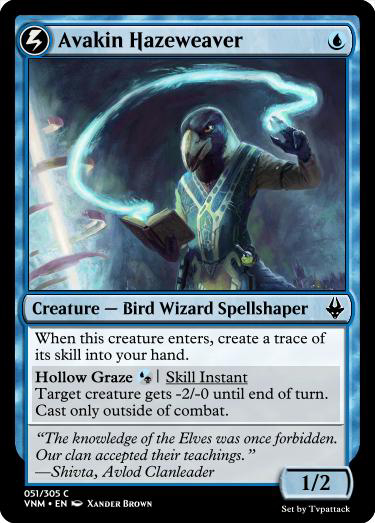 Avakin Hazeweaver
Creature — Bird Wizard Spellshaper
When this creature enters, create a trace of
its skill into your hand.
Hollow Graze | Skill Instant
Target creature gets -2/-0 until end of turn.
Cast only outside of combat.
“The knowledge of the Elves was once forbidden.
Our clan accepted their teachings.”
—Shivta, Avlod Clanleader
1/2
051/305 C
VNM • EN Xander Brown
Set by Tvpattack